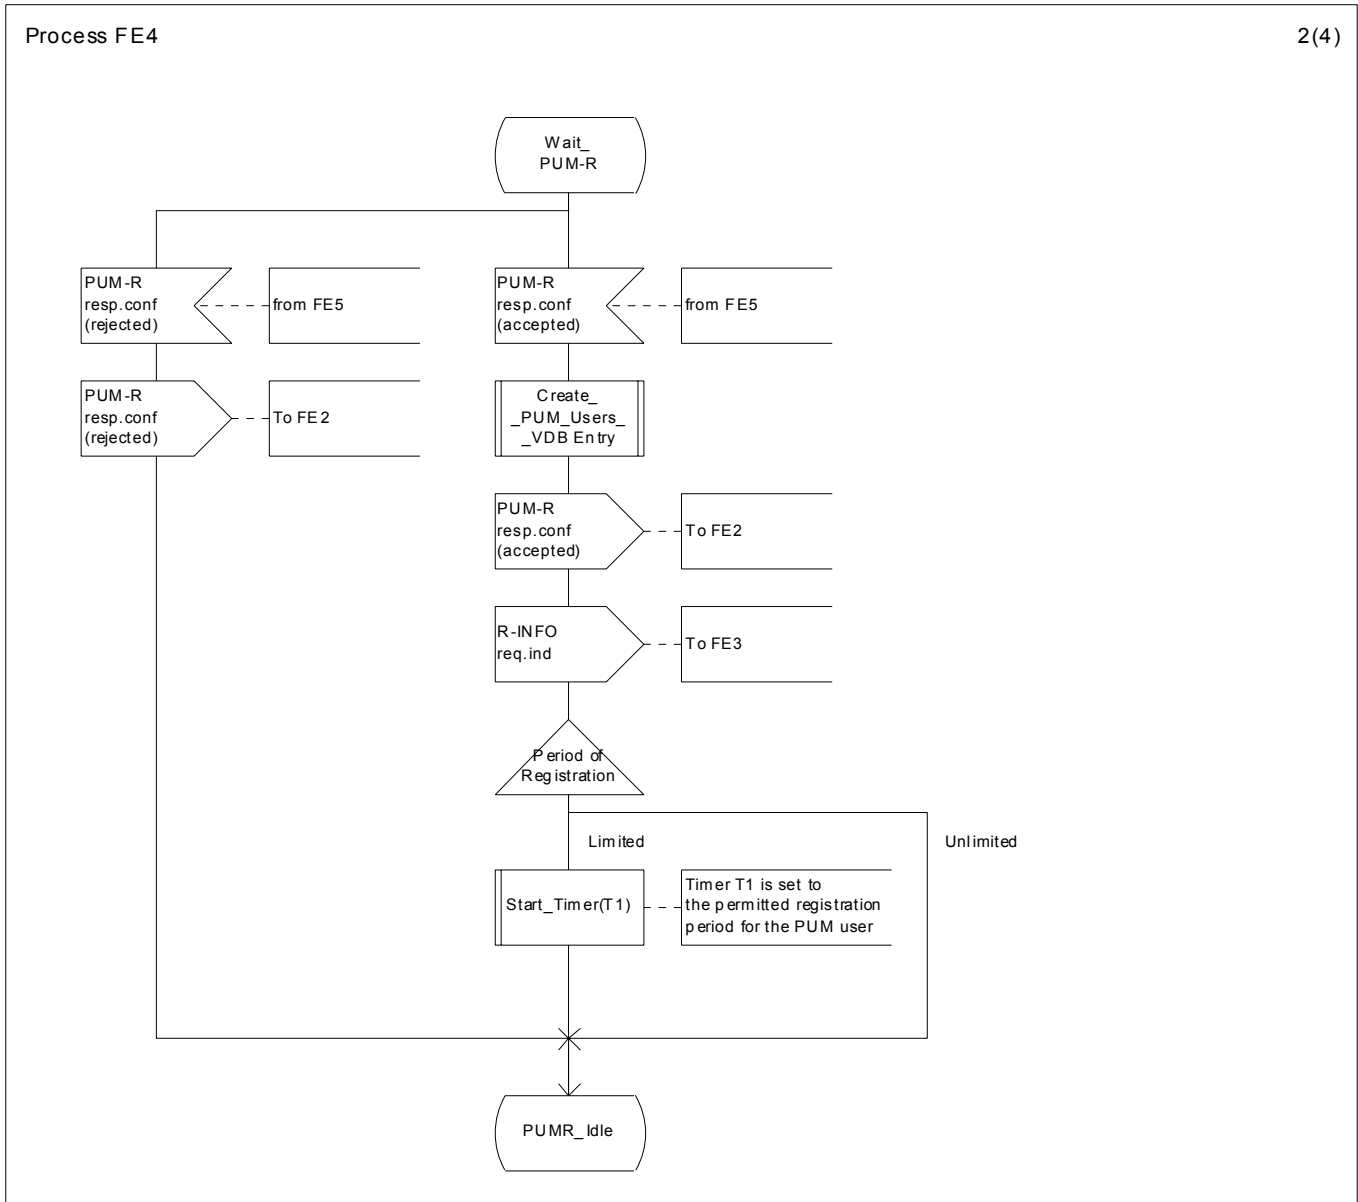 Process FE4
2(4)
Wait_
PUM-R
PUM-R
resp.conf
(rejected)
from FE5
PUM-R
resp.conf
(accepted)
from FE5
PUM-R
resp.conf
(rejected)
To FE2
Create_
_PUM_Users_
_VDB Entry
PUM-R
resp.conf
(accepted)
To FE2
R-INFO
req.ind
To FE3
Period of
Registration
Limited
Unlimited
Start_Timer(T1)
Timer T1 is set to
the permitted registration
period for the PUM user
PUMR_Idle